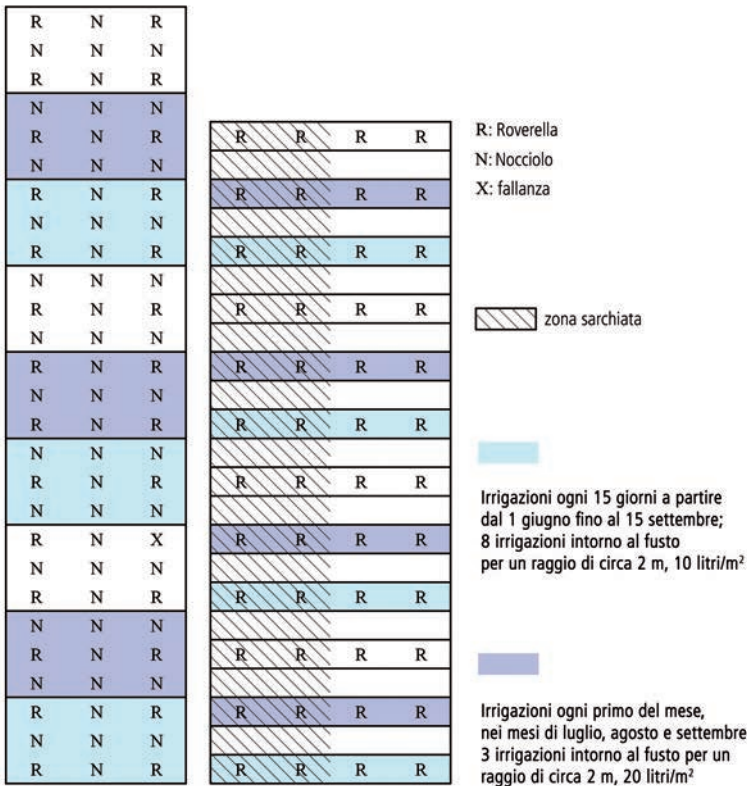 R N R
N N N
R N R
N N N
R N R
N N N
R N R
N N N
R N R
N N N
R N R
N N N
R N R
N N N
R N R
N N N
R N R
N N N
R N X
N N N
R N R
N N N
R N R
N N N
R N R
N N N
R N R
R R R R
R R R R
R R R R
R R R R
R R R R
R R R R
R R R R
R R R R
R R R R
R R R R
R R R R
R R R R
R: Roverella
N: Nocciolo
X: fallanza
zona sarchiata
Irrigazioni ogni 15 giorni a partire
dal 1 giugno fino al 15 settembre;
8 irrigazioni intorno al fusto
per un raggio di circa 2 m, 10 litri/m²
Irrigazioni ogni primo del mese,
nei mesi di luglio, agosto e settembre
3 irrigazioni intorno al fusto per un
raggio di circa 2 m, 20 litri/m²